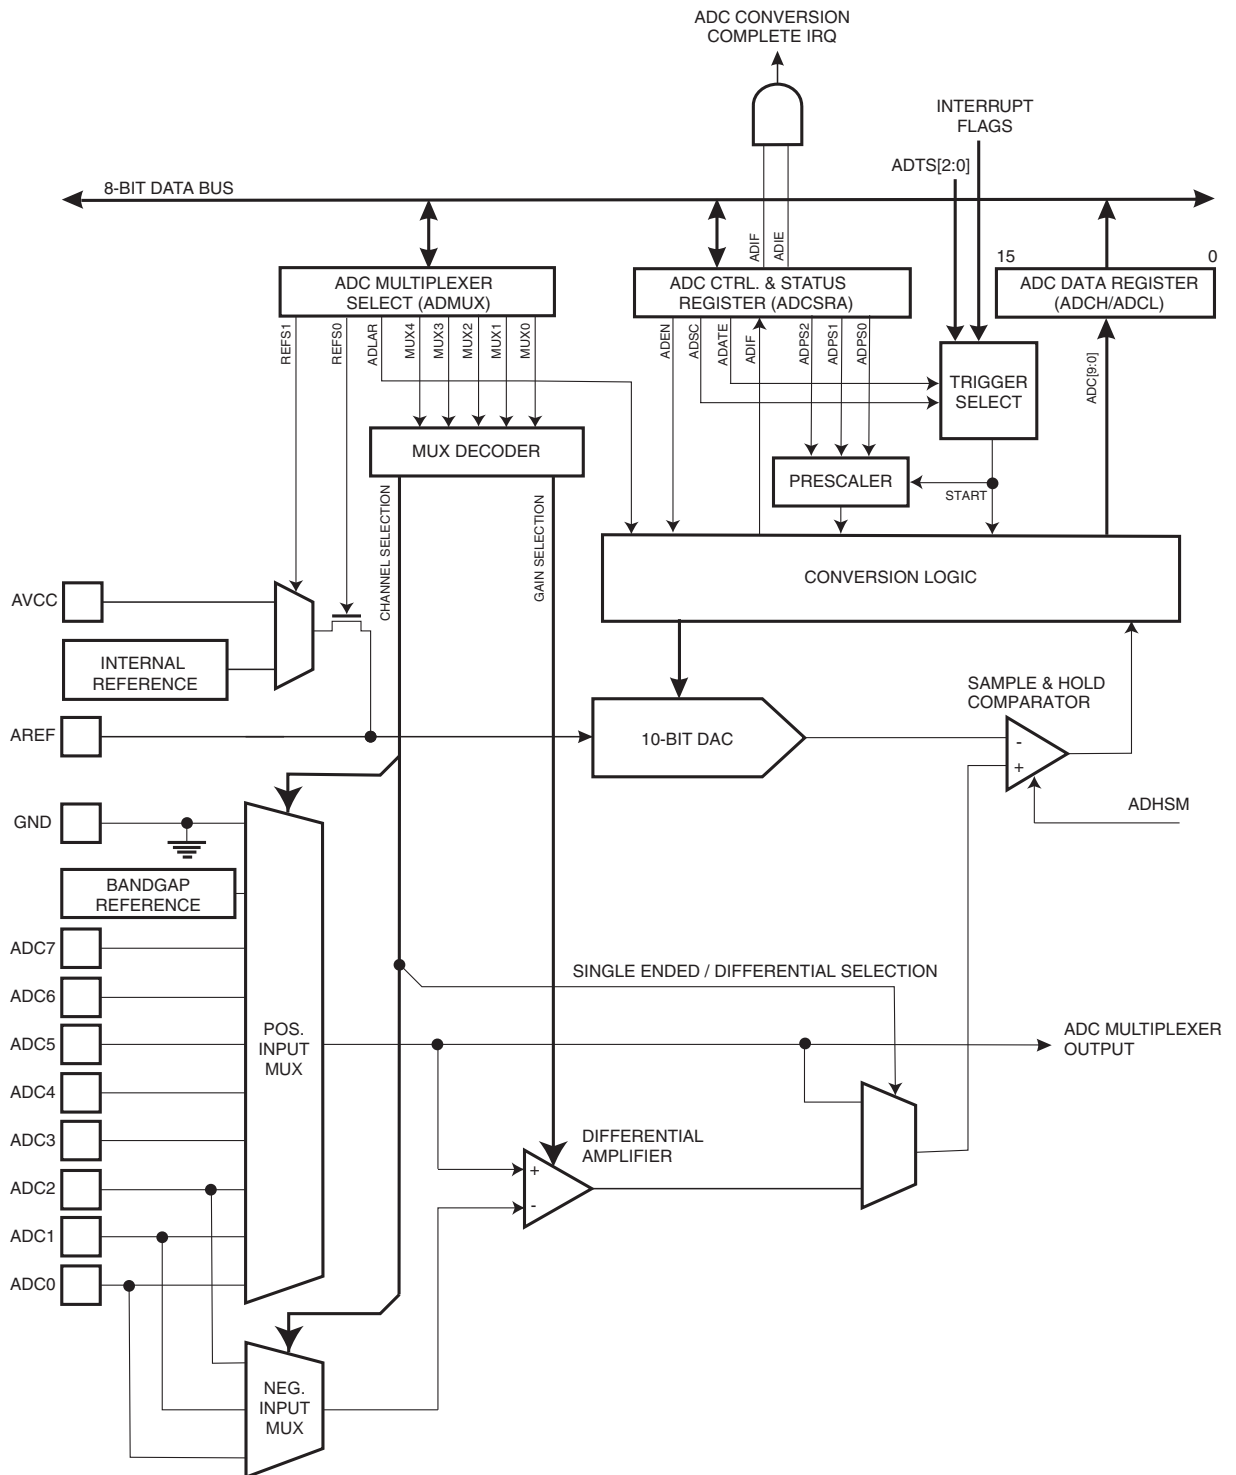 ADC CONVERSION
COMPLETE IRQ
INTERRUPT
FLAGS
ADTS[2:0]
8-BIT DATA BUS
ADIF
ADIE
15
0
ADC MULTIPLEXER
SELECT (ADMUX)
ADC CTRL. & STATUS
REGISTER (ADCSRA)
ADC DATA REGISTER
(ADCH/ADCL)
REFS1
REFS0
ADLAR
MUX4
MUX3
MUX2
MUX1
MUX0
ADEN
ADSC
ADATE
ADIF
ADPS2
ADPS1
ADPS0
ADC[9:0]
TRIGGER
SELECT
MUX DECODER
PRESCALER
START
CHANNEL SELECTION
GAIN SELECTION
CONVERSION LOGIC
AVCC
INTERNAL
REFERENCE
AREF
10-BIT DAC
SAMPLE & HOLD
COMPARATOR
-
+
ADHSM
GND
BANDGAP
REFERENCE
ADC7
ADC6
ADC5
ADC4
ADC3
ADC2
ADC1
ADC0
POS.
INPUT
MUX
SINGLE ENDED / DIFFERENTIAL SELECTION
ADC MULTIPLEXER
OUTPUT
DIFFERENTIAL
AMPLIFIER
+
-
NEG.
INPUT
MUX